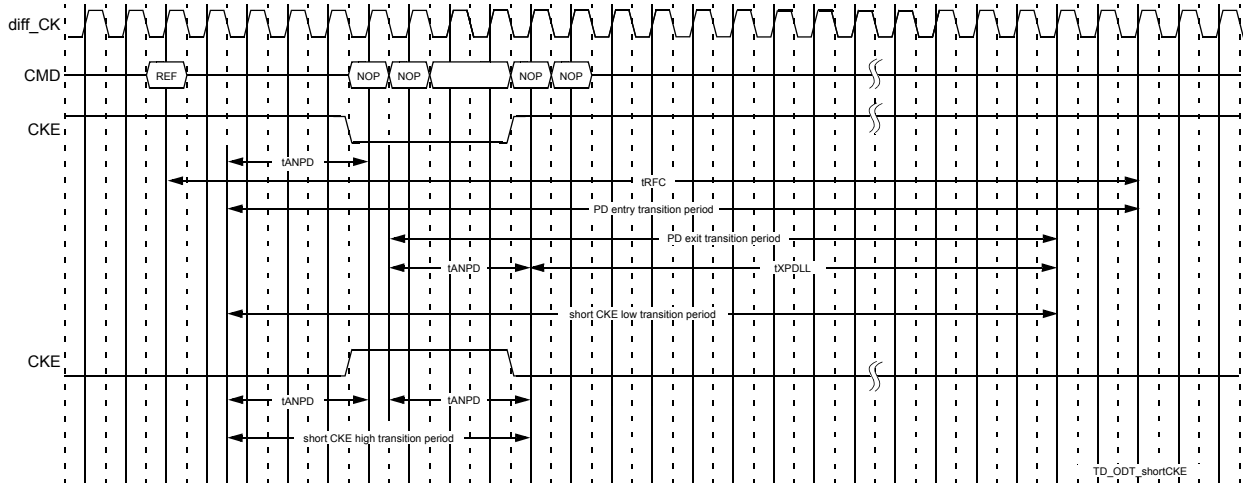 diff_CK
CMD
REF
NOP
NOP
NOP
NOP
CKE
tANPD
tRFC
PD entry transition period
PD exit transition period
tANPD
tXPDLL
short CKE low transition period
CKE
tANPD
tANPD
short CKE high transition period
TD_ODT_shortCKE